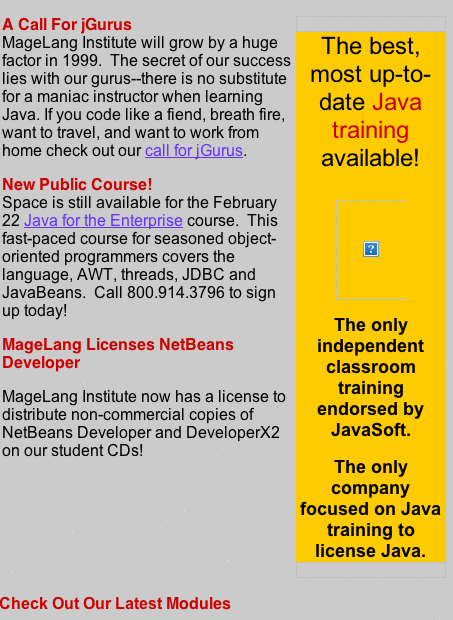 A Call For jGurus
MageLang Institute will grow by a huge
factor in 1999.  The secret of our success
lies with our gurus--there is no substitute
for a maniac instructor when learning
Java. If you code like a fiend, breath fire,
want to travel, and want to work from
home check out our call for jGurus.
New Public Course!
Space is still available for the February
22 Java for the Enterprise course.  This
fast-paced course for seasoned object-
oriented programmers covers the
language, AWT, threads, JDBC and
JavaBeans.  Call 800.914.3796 to sign
up today!
MageLang Licenses NetBeans
Developer
MageLang Institute now has a license to
distribute non-commercial copies of
NetBeans Developer and DeveloperX2
on our student CDs!
The best,
most up-to-
date Java
training
available!
?
The only
independent
classroom
training
endorsed by
JavaSoft.
The only
company
focused on Java
training to
license Java.
Check Out Our Latest Modules